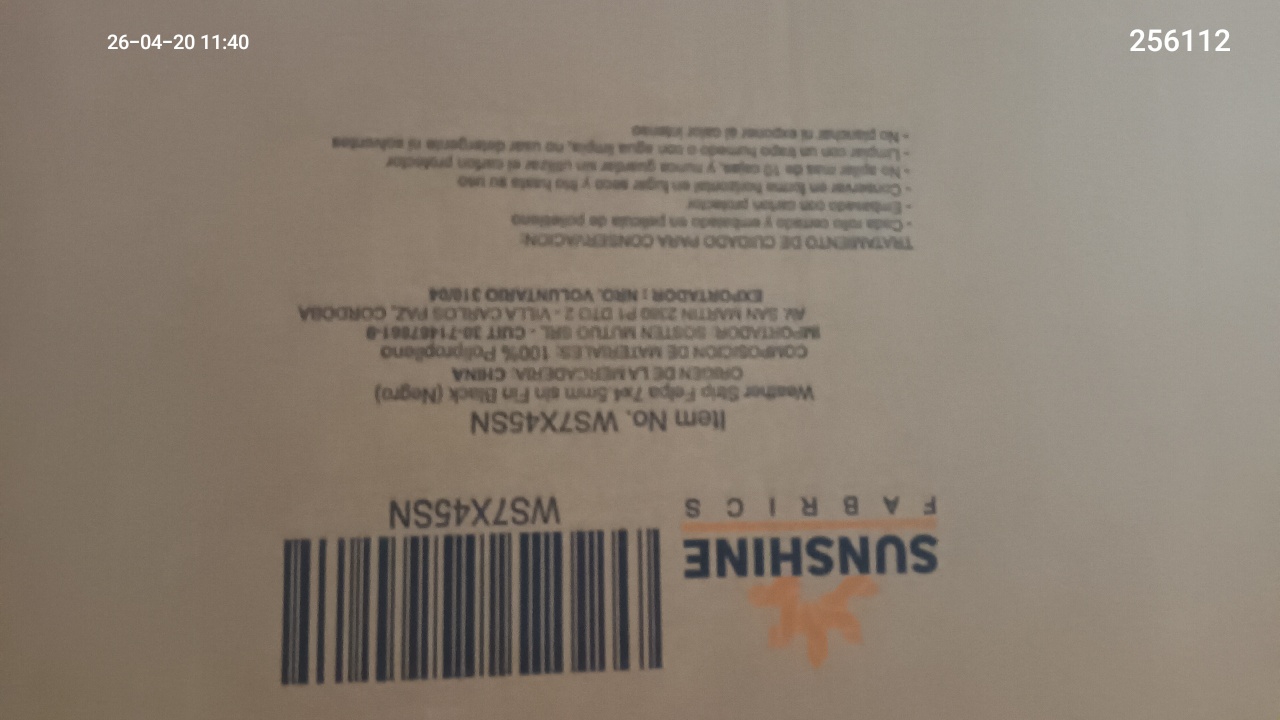 26-04-20 11:40
256112
SUNSHINE
FABRICS
WS7X45SN
Item No. WS7X45SN
Weather Strip Felpa 7x4.5mm sin Fin Black (Negro)
ORIGEN DE LA MERCADERIA: CHINA
COMPOSICION DE MATERIALES: 100% Polipropileno
IMPORTADOR: SOSTEN MUTUO SRL. - CUIT 30-71467861-9
AV. SAN MARTIN 2380 P1 DTO 2 - VILLA CARLOS PAZ, CORDOBA
EXPORTADOR : NRO. VOLUNTARIO 318/04
TRATAMIENTO DE CUIDADO PARA CONSERVACION:
- Cada rollo cerrado y embalado en pelicula de polietileno
- Embasado con carton protector
- Conservar en forma horizontal en lugar seco y frio hasta su uso
- No apilar mas de 10 cajas, y nunca guardar sin utilizar el carton protector
- Limpiar con un trapo humedo o con agua limpia, no usar detergente ni solventes
- No planchar ni exponer al calor intenso